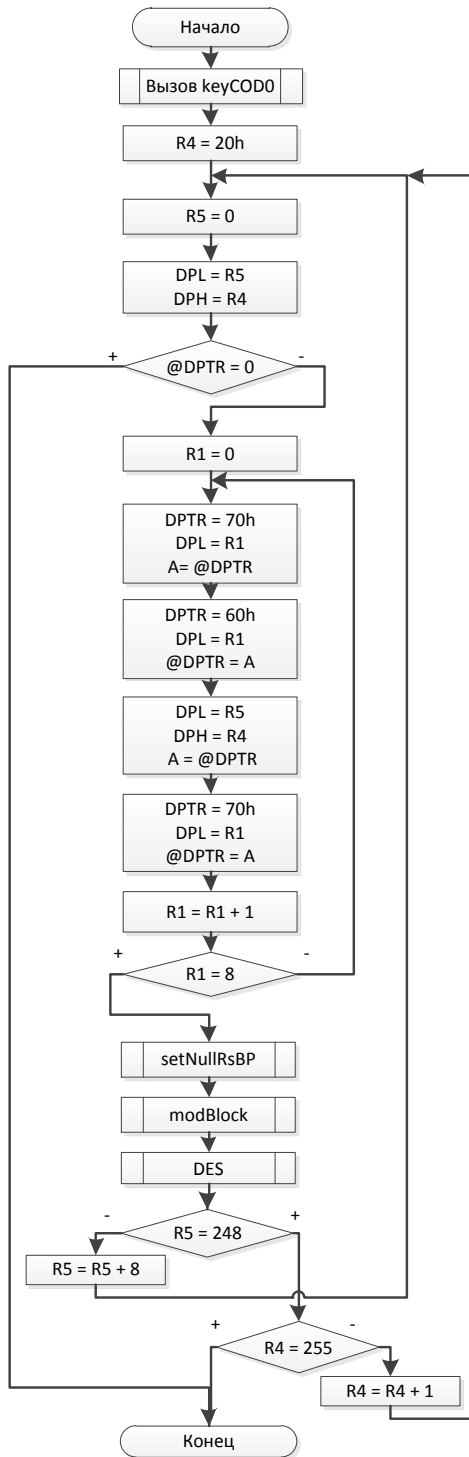 Начало
Вызов keyCOD0
R4 = 20h
R5 = 0
DPL = R5
DPH = R4
+
@DPTR = 0
-
R1 = 0
DPTR = 70h
DPL = R1
A= @DPTR
DPTR = 60h
DPL = R1
@DPTR = A
DPL = R5
DPH = R4
A = @DPTR
DPTR = 70h
DPL = R1
@DPTR = A
R1 = R1 + 1
+
R1 = 8
-
setNullRsBP
modBlock
DES
-
R5 = 248
+
R5 = R5 + 8
+
R4 = 255
-
R4 = R4 + 1
Конец